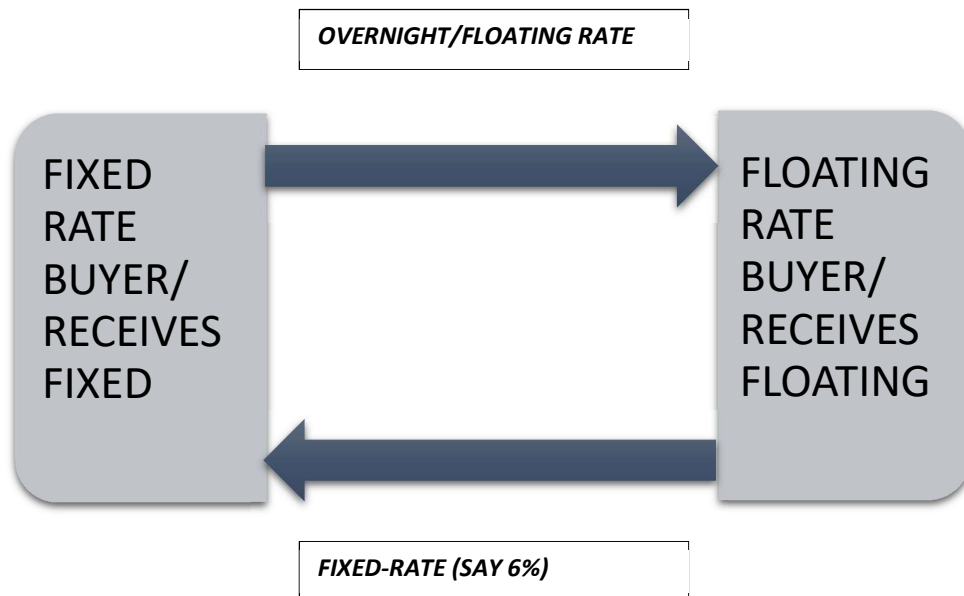 OVERNIGHT/FLOATING RATE
FIXED
RATE
BUYER/
RECEIVES
FIXED
FLOATING
RATE
BUYER/
RECEIVES
FLOATING
FIXED-RATE (SAY 6%)